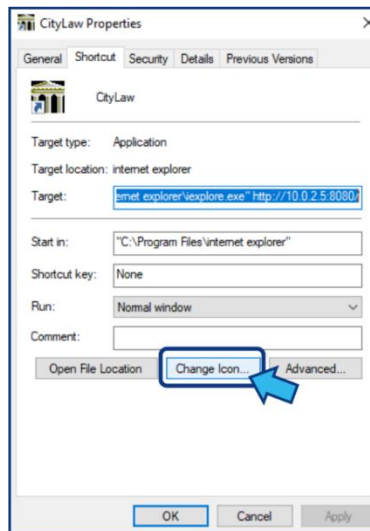 CityLaw Properties
General Shortcut Security Details Previous Versions
CityLaw
Target type: Application
Target location: internet explorer
Target: ernet explorer\iexplore.exe" http://10.0.2.5:8080/
Start in: "C:\Program Files\internet explorer"
Shortcut key: None
Run: Normal window
Comment:
Open File Location Change Icon... Advanced...
OK Cancel Apply